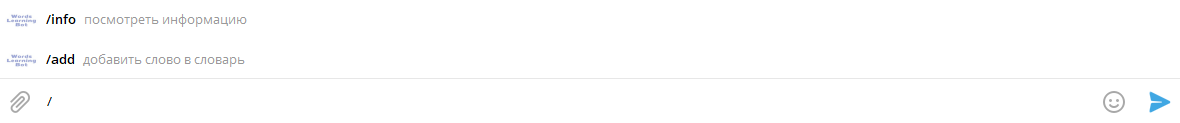 Words
Learning
Bot
/info посмотреть информацию
Words
Learning
Bot
/add добавить слово в словарь
/